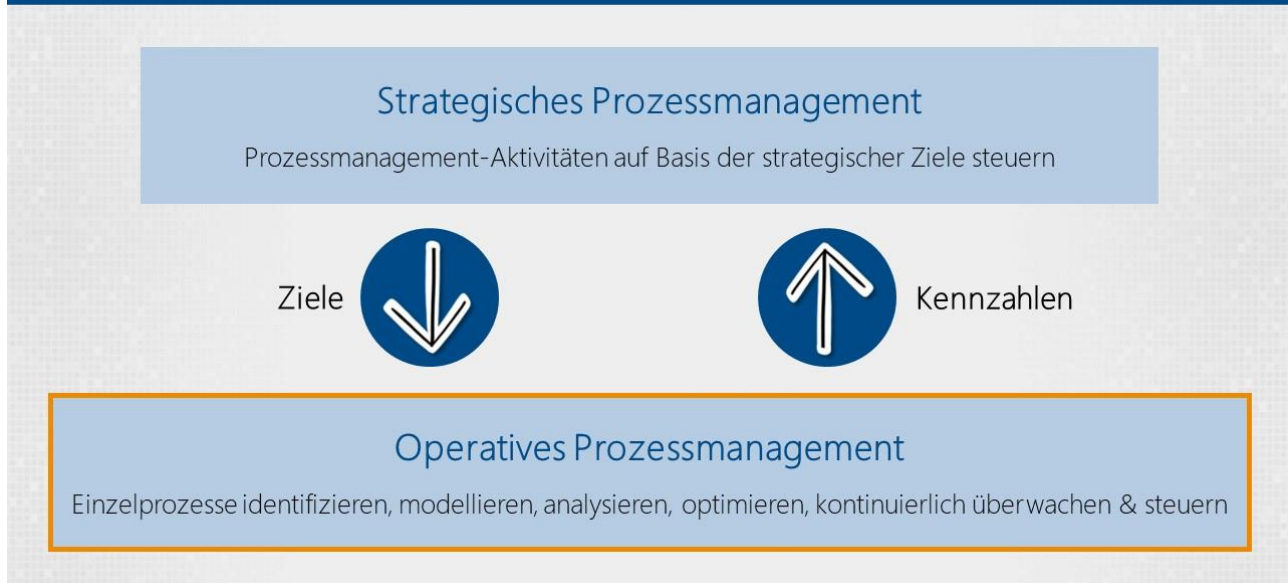 Strategisches Prozessmanagement
Prozessmanagement-Aktivitäten auf Basis der strategischer Ziele steuern
Ziele
Kennzahlen
Operatives Prozessmanagement
Einzelprozesse identifizieren, modellieren, analysieren, optimieren, kontinuierlich überwachen & steuern